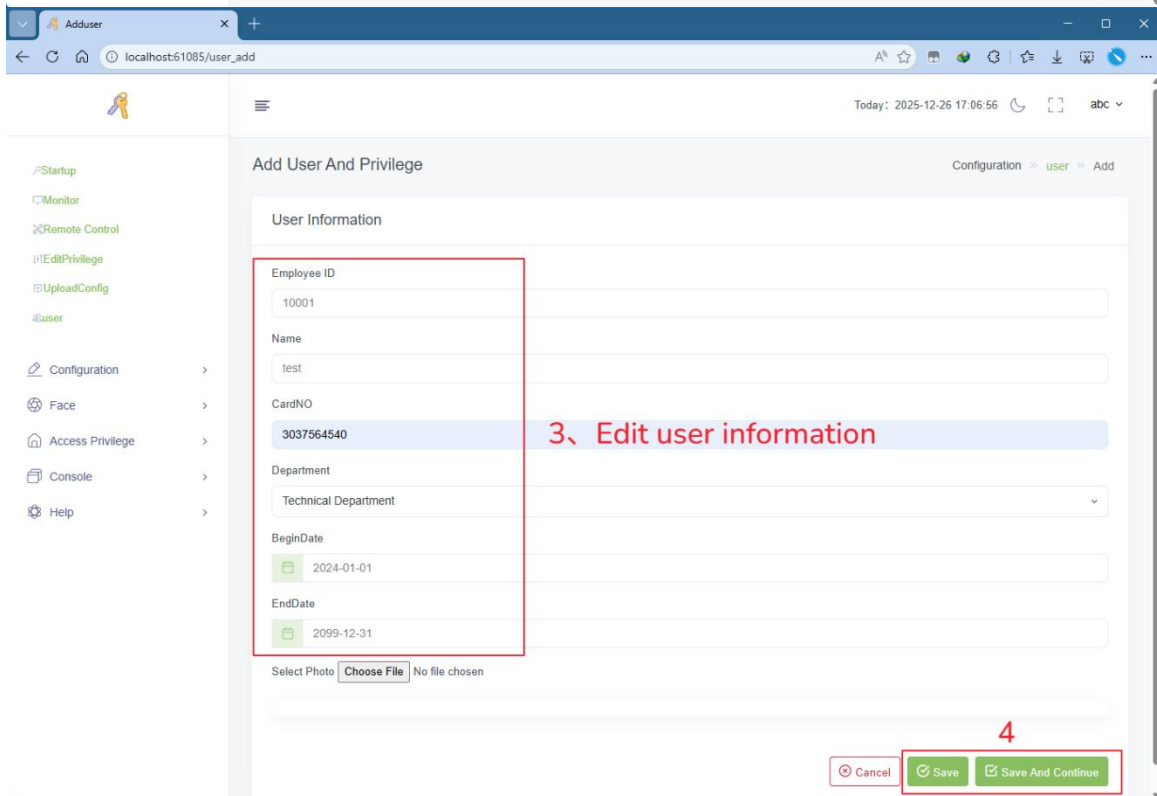 Adduser
localhost:61085/user_add
Today: 2025-12-26 17:06:56
abc
Startup
Monitor
Remote Control
EditPrivilege
UploadConfig
user
Configuration
Face
Access Privilege
Console
Help
Add User And Privilege
Configuration » user » Add
User Information
Employee ID
10001
Name
test
CardNO
3037564540
3、Edit user information
Department
Technical Department
BeginDate
2024-01-01
EndDate
2099-12-31
Select Photo Choose File No file chosen
4
Cancel Save Save And Continue